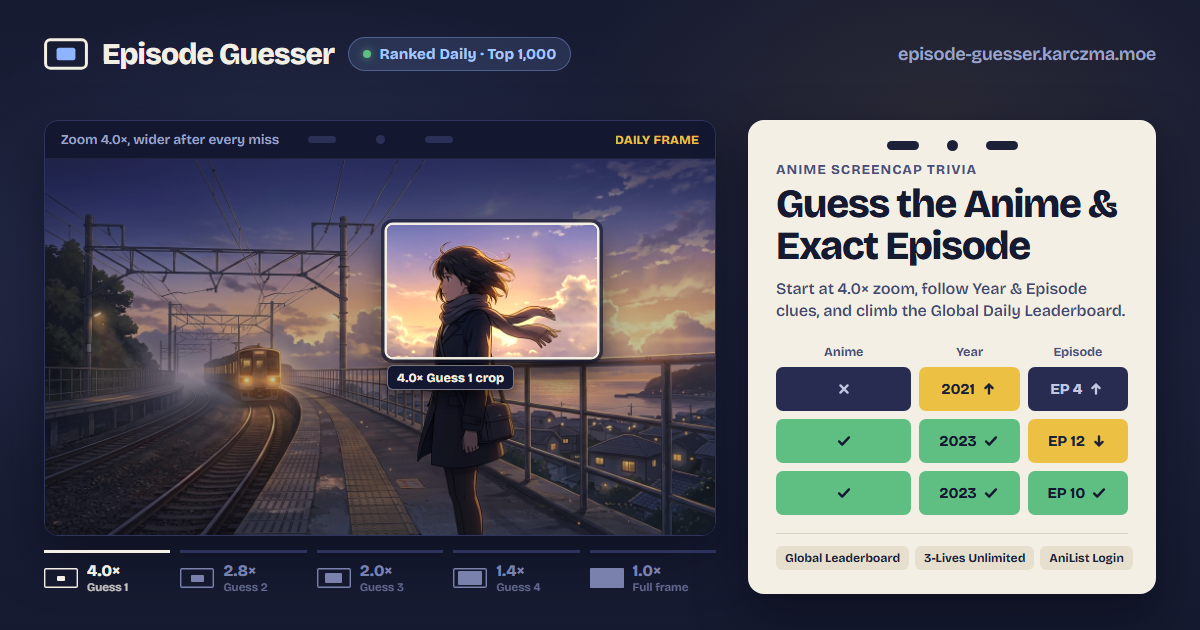 Episode Guesser
Ranked Daily · Top 1,000
episode-guesser.karczma.moe
Zoom 4.0×, wider after every miss
DAILY FRAME
4.0× Guess 1 crop
4.0×
Guess 1
2.8×
Guess 2
2.0×
Guess 3
1.4×
Guess 4
1.0×
Full frame
ANIME SCREENCAP TRIVIA
Guess the Anime &
Exact Episode
Start at 4.0× zoom, follow Year & Episode
clues, and climb the Global Daily Leaderboard.
Anime Year Episode
✕ 2021 ↑ EP 4 ↑
✓ 2023 ✓ EP 12 ↓
✓ 2023 ✓ EP 10 ✓
Global Leaderboard 3-Lives Unlimited AniList Login